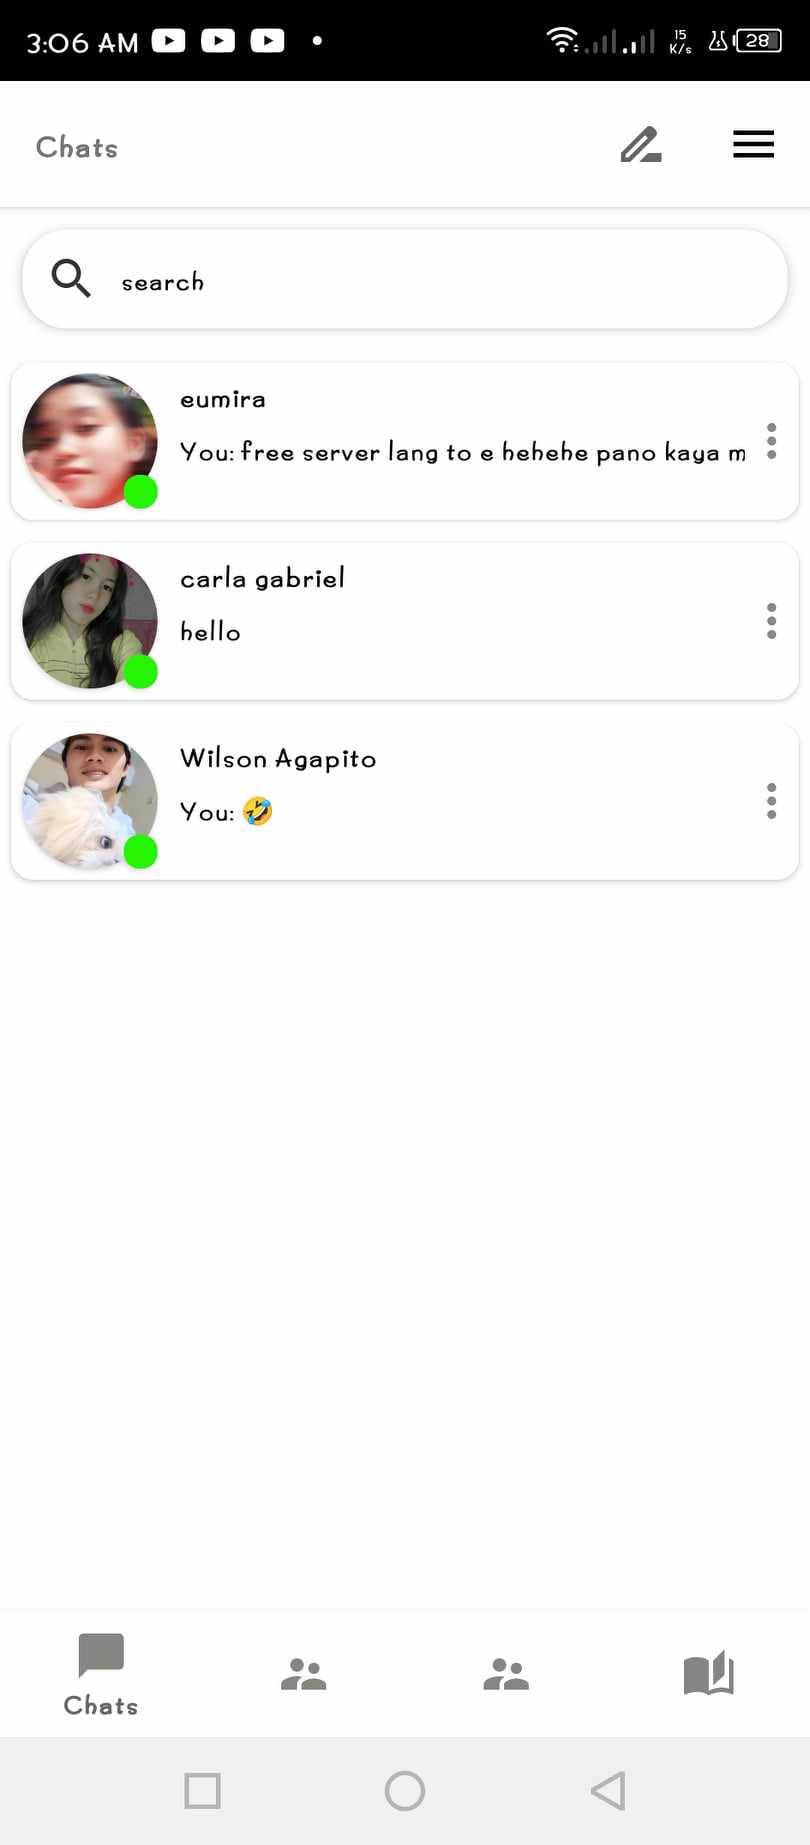 3:06 AM
15
K/s
28
Chats
search
eumira
You: free server lang to e hehehe pano kaya m
carla gabriel
hello
Wilson Agapito
You: 🤣
Chats